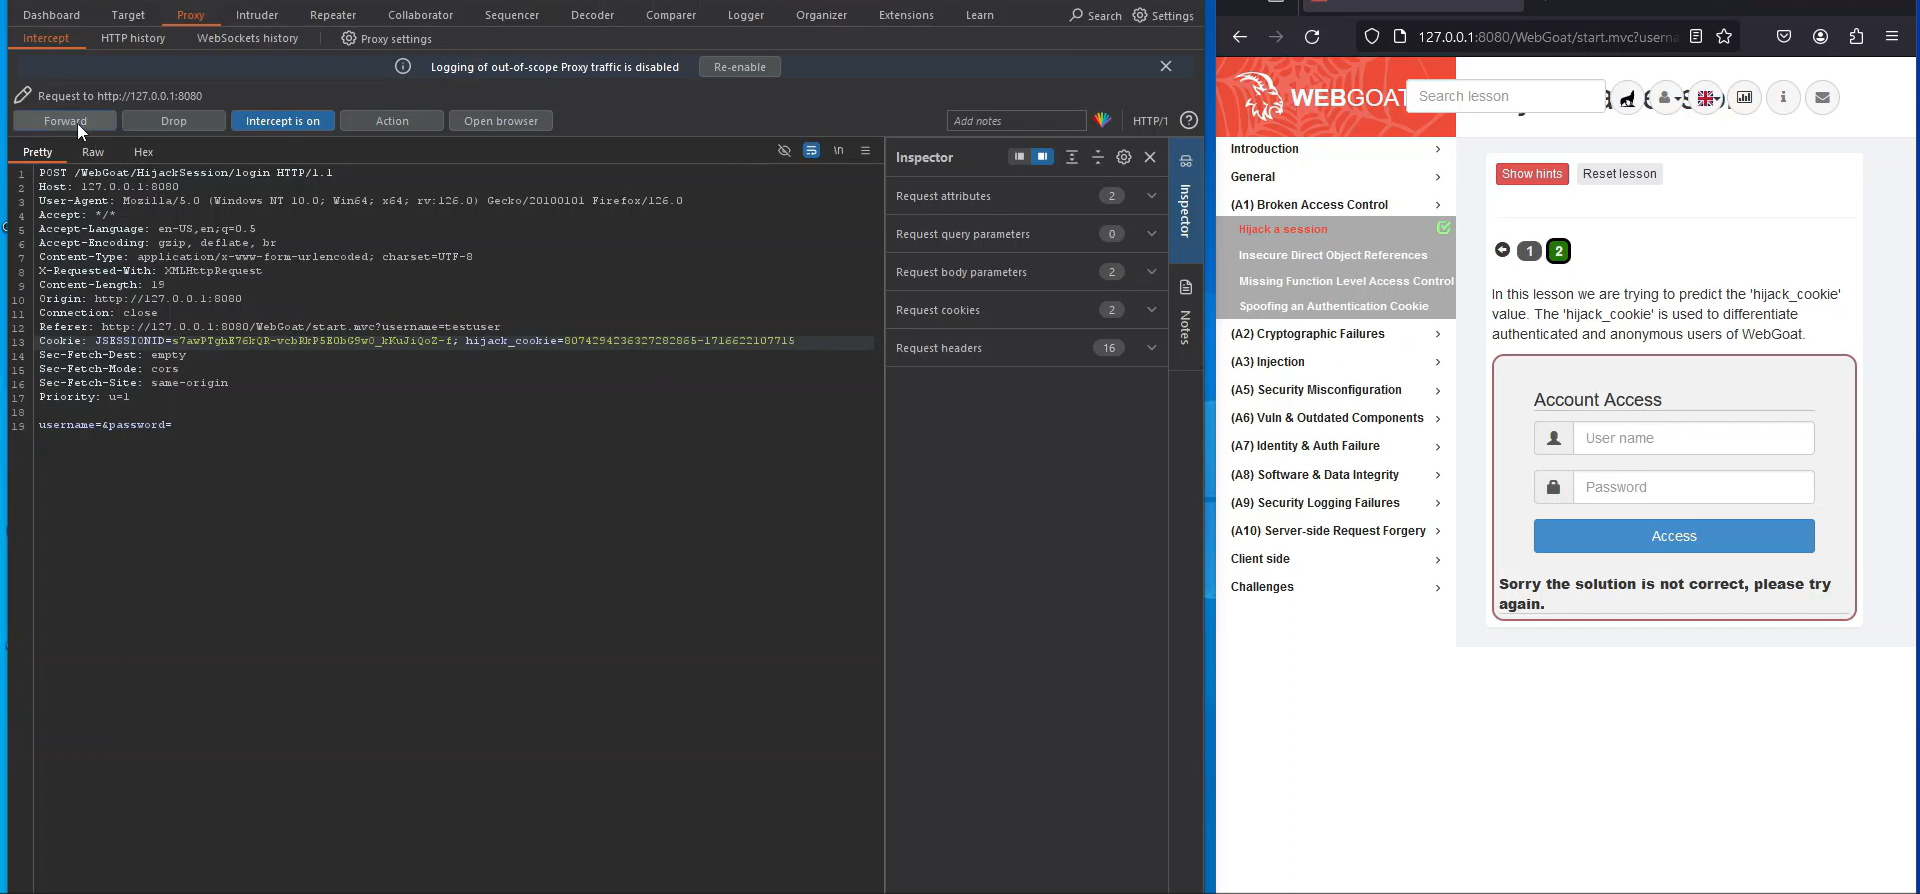 Dashboard Target Proxy Intruder Repeater Collaborator Sequencer Decoder Comparer Logger Organizer Extensions Learn Search Settings
Intercept HTTP history WebSockets history Proxy settings
Logging of out-of-scope Proxy traffic is disabled Re-enable
Request to http://127.0.0.1:8080
Forward Drop Intercept is on Action Open browser Add notes HTTP/1
Pretty Raw Hex \n
1 POST /WebGoat/HijackSession/login HTTP/1.1
2 Host: 127.0.0.1:8080
3 User-Agent: Mozilla/5.0 (Windows NT 10.0; Win64; x64; rv:126.0) Gecko/20100101 Firefox/126.0
4 Accept: */*
5 Accept-Language: en-US,en;q=0.5
6 Accept-Encoding: gzip, deflate, br
7 Content-Type: application/x-www-form-urlencoded; charset=UTF-8
8 X-Requested-With: XMLHttpRequest
9 Content-Length: 19
10 Origin: http://127.0.0.1:8080
11 Connection: close
12 Referer: http://127.0.0.1:8080/WebGoat/start.mvc?username=testuser
13 Cookie: JSESSIONID=s7awPTghE76kQR-vcbRkP5E0bG9w0_kKuJiQoZ-f; hijack_cookie=8074294236327282865-1716622107715
14 Sec-Fetch-Dest: empty
15 Sec-Fetch-Mode: cors
16 Sec-Fetch-Site: same-origin
17 Priority: u=1
18
19 username=&password=
Inspector
Request attributes 2
Request query parameters 0
Request body parameters 2
Request cookies 2
Request headers 16
Inspector
Notes
127.0.0.1:8080/WebGoat/start.mvc?userna
WEBGOAT
Search lesson
Introduction
General
(A1) Broken Access Control
Hijack a session
Insecure Direct Object References
Missing Function Level Access Control
Spoofing an Authentication Cookie
(A2) Cryptographic Failures
(A3) Injection
(A5) Security Misconfiguration
(A6) Vuln & Outdated Components
(A7) Identity & Auth Failure
(A8) Software & Data Integrity
(A9) Security Logging Failures
(A10) Server-side Request Forgery
Client side
Challenges
Show hints Reset lesson
1 2
In this lesson we are trying to predict the 'hijack_cookie'
value. The 'hijack_cookie' is used to differentiate
authenticated and anonymous users of WebGoat.
Account Access
User name
Password
Access
Sorry the solution is not correct, please try
again.